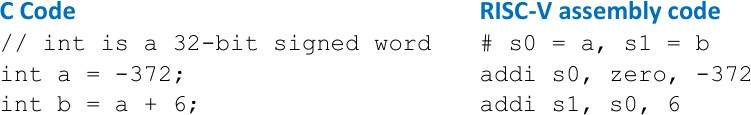 C Code
// int is a 32-bit signed word
int a = -372;
int b = a + 6;
RISC-V assembly code
# s0 = a, s1 = b
addi s0, zero, -372
addi s1, s0, 6